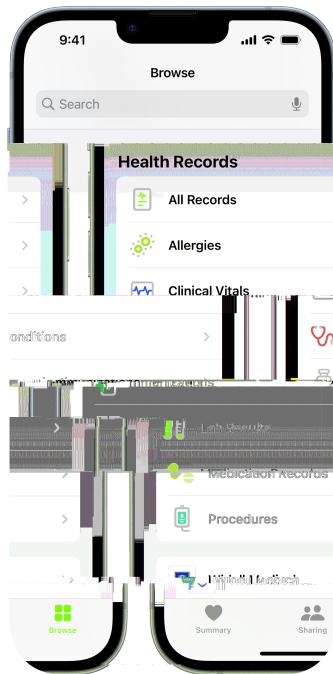 9:41
Browse
Search
Health Records
All Records
Allergies
Clinical Vitals
onditions
Lab Results
Medication Records
Procedures
Browse
Summary
Sharing